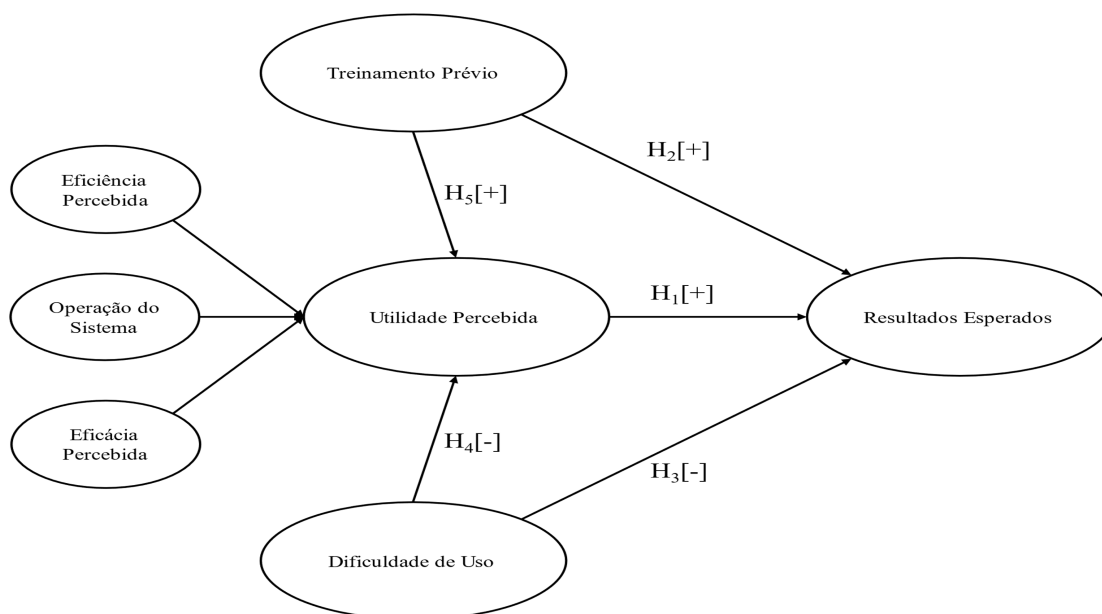 Treinamento Prévio
H₂[+]
Eficiência
Percebida
H₅[+]
Operação do
Sistema
Utilidade Percebida
H₁[+]
Resultados Esperados
Eficácia
Percebida
H₄[-]
H₃[-]
Dificuldade de Uso